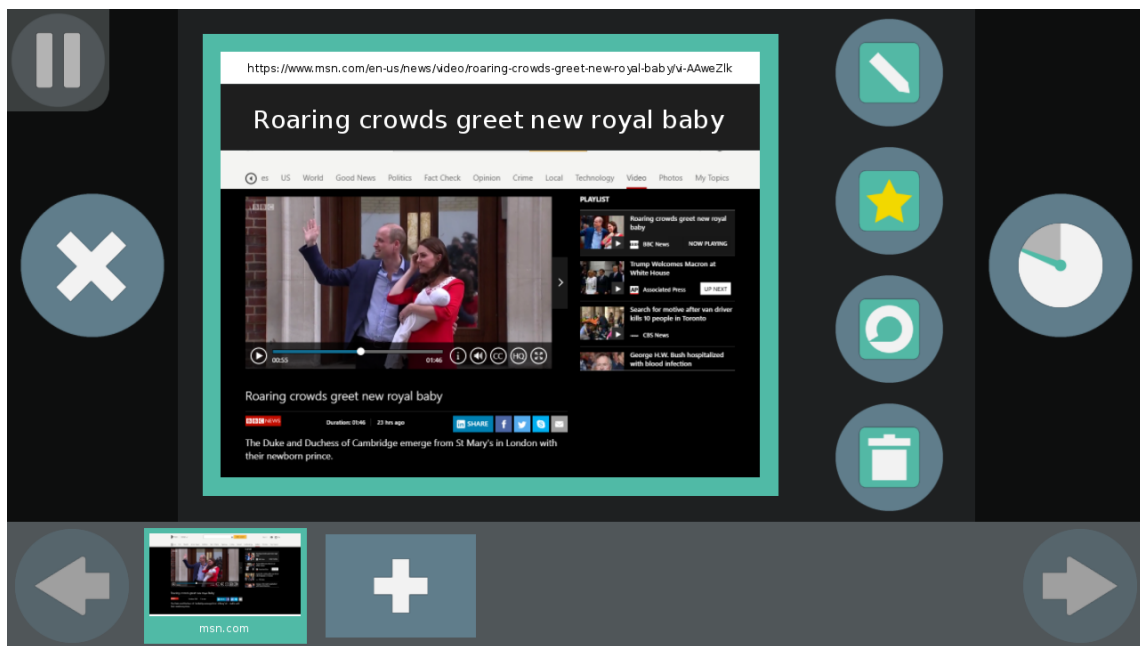 https://www.msn.com/en-us/news/video/roaring-crowds-greet-new-royal-baby/vi-AAweZlk
Roaring crowds greet new royal baby
es US World Good News Politics Fact Check Opinion Crime Local Technology Video Photos My Topics
BBC
PLAYLIST
Roaring crowds greet new royal
baby
BBC News NOW PLAYING
Trump Welcomes Macron at
White House
AP Associated Press UP NEXT
Search for motive after van driver
kills 10 people in Toronto
CBS News
George H.W. Bush hospitalized
with blood infection
00:55 01:46 CC HQ
Roaring crowds greet new royal baby
BBC NEWS Duration: 01:46 23 hrs ago in SHARE f
The Duke and Duchess of Cambridge emerge from St Mary's in London with
their newborn prince.
msn.com